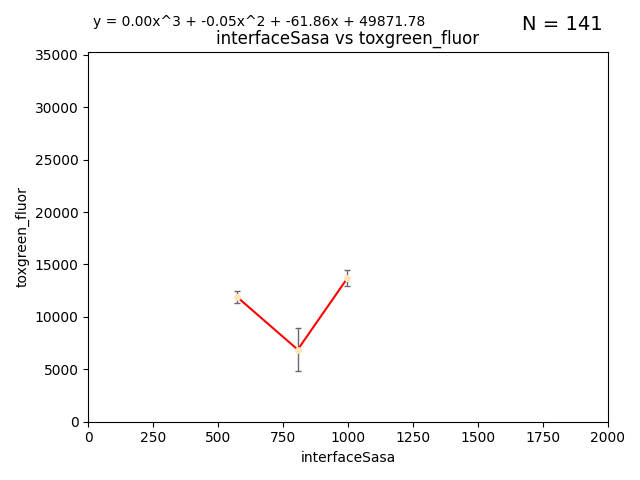 y = 0.00x^3 + -0.05x^2 + -61.86x + 49871.78
N = 141
interfaceSasa vs toxgreen_fluor
35000
30000
25000
20000
15000
10000
5000
0
toxgreen_fluor
0 250 500 750 1000 1250 1500 1750 2000
interfaceSasa